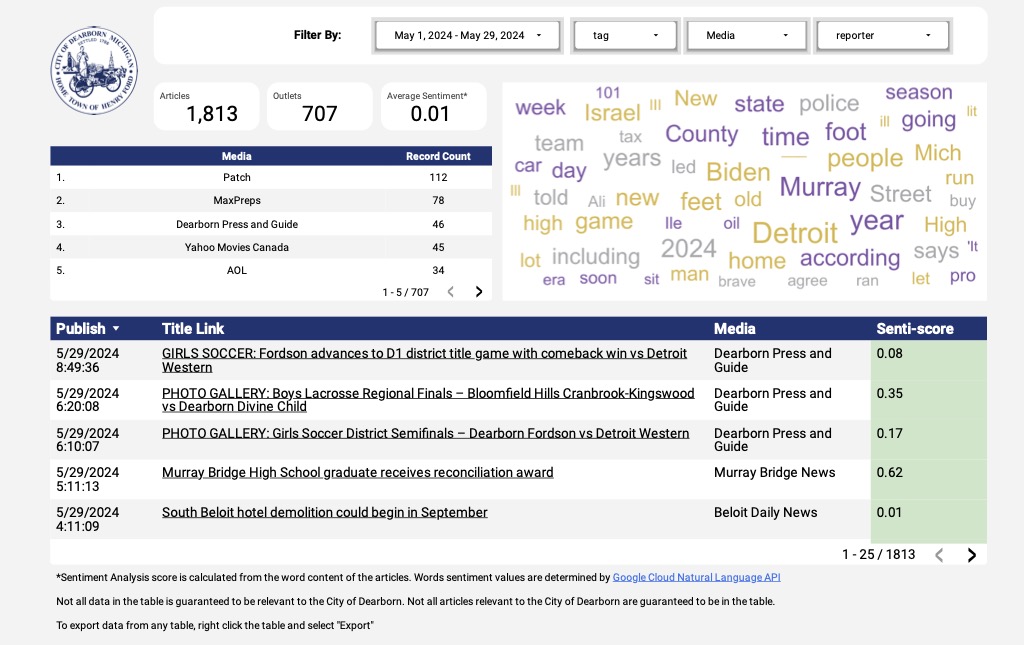 CITY OF DEARBORN, MICHIGAN
SETTLED 1786
HOME TOWN OF HENRY FORD
Filter By:
May 1, 2024 - May 29, 2024
tag
Media
reporter
Articles
1,813
Outlets
707
Average Sentiment*
0.01
Media Record Count
1. Patch 112
2. MaxPreps 78
3. Dearborn Press and Guide 46
4. Yahoo Movies Canada 45
5. AOL 34
1 - 5 / 707
week 101 Israel lll New state police season
going lit ill
team tax County time foot
car day years led Biden people Mich
lll told Ali new feet old Murray Street run buy
high game lle oil Detroit year High
lot including 2024 home according says 'lt
era soon sit man brave agree ran let pro
Publish Title Link Media Senti-score
5/29/2024 GIRLS SOCCER: Fordson advances to D1 district title game with comeback win vs Detroit Dearborn Press and 0.08
8:49:36 Western Guide
5/29/2024 PHOTO GALLERY: Boys Lacrosse Regional Finals – Bloomfield Hills Cranbrook-Kingswood Dearborn Press and 0.35
6:20:08 vs Dearborn Divine Child Guide
5/29/2024 PHOTO GALLERY: Girls Soccer District Semifinals – Dearborn Fordson vs Detroit Western Dearborn Press and 0.17
6:10:07 Guide
5/29/2024 Murray Bridge High School graduate receives reconciliation award Murray Bridge News 0.62
5:11:13
5/29/2024 South Beloit hotel demolition could begin in September Beloit Daily News 0.01
4:11:09
1 - 25 / 1813
*Sentiment Analysis score is calculated from the word content of the articles. Words sentiment values are determined by Google Cloud Natural Language API
Not all data in the table is guaranteed to be relevant to the City of Dearborn. Not all articles relevant to the City of Dearborn are guaranteed to be in the table.
To export data from any table, right click the table and select "Export"